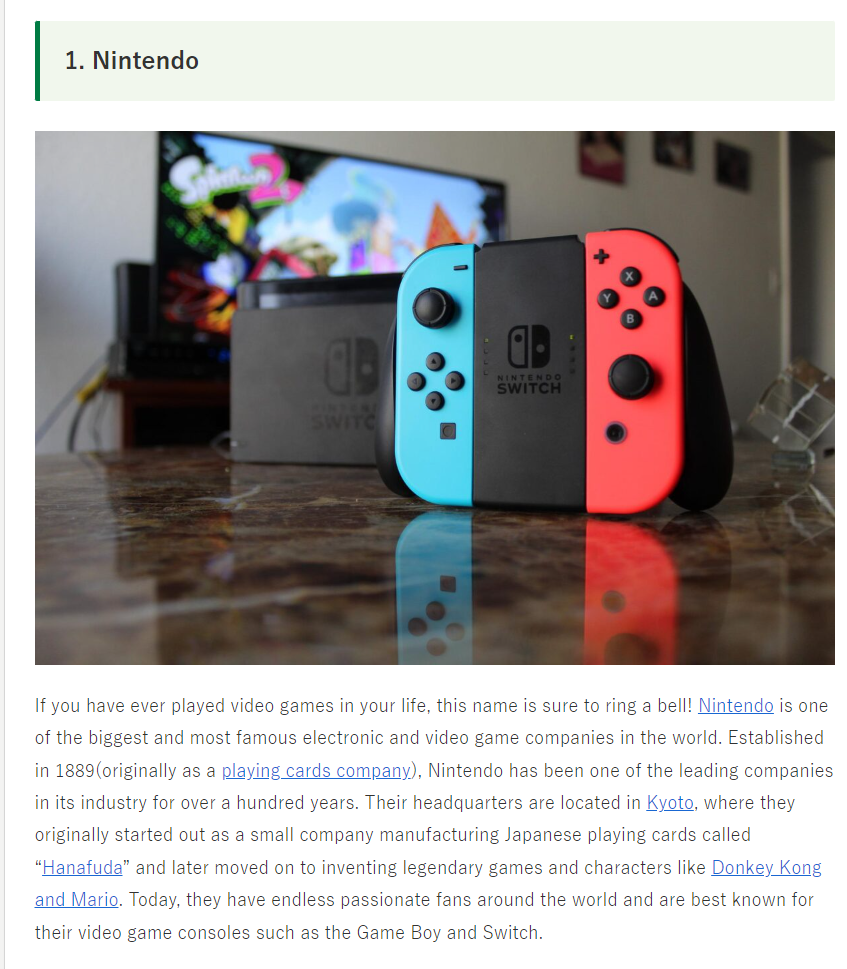 1. Nintendo
Splatoon 2
X
Y
A
B
NINTENDO
SWITCH
NINTENDO
SWITC
If you have ever played video games in your life, this name is sure to ring a bell! Nintendo is one
of the biggest and most famous electronic and video game companies in the world. Established
in 1889(originally as a playing cards company), Nintendo has been one of the leading companies
in its industry for over a hundred years. Their headquarters are located in Kyoto, where they
originally started out as a small company manufacturing Japanese playing cards called
“Hanafuda” and later moved on to inventing legendary games and characters like Donkey Kong
and Mario. Today, they have endless passionate fans around the world and are best known for
their video game consoles such as the Game Boy and Switch.